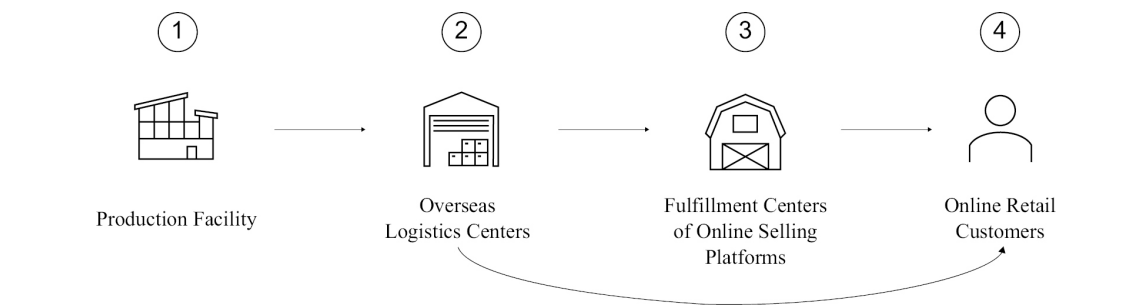 1
2
3
4
Production Facility
Overseas
Logistics Centers
Fulfillment Centers
of Online Selling
Platforms
Online Retail
Customers